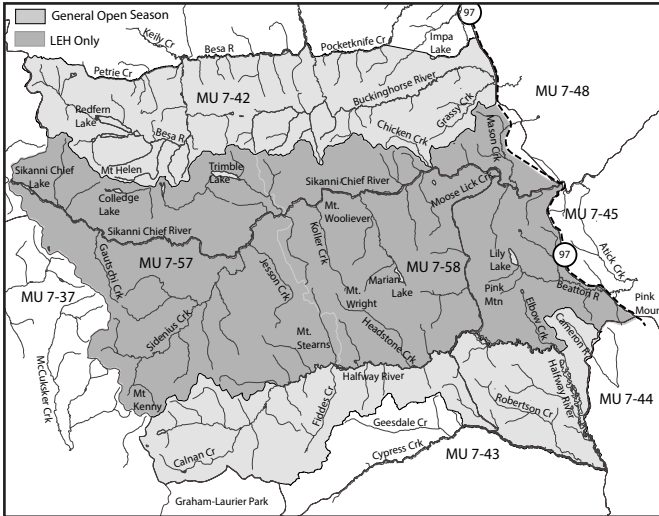 General Open Season
LEH Only
97
Keily Cr
Besa R
Pocketknife Cr
Impa
Lake
Petrie Cr
MU 7-42
Buckinghorse River
MU 7-48
Redfern
Lake
Besa R
Grassy Crk
Chicken Crk
Mason Crk
Mt Helen
Sikanni Chief
Lake
Trimble
Lake
Sikanni Chief River
Moose Lick Crk
Colledge
Lake
Mt.
Wooliever
MU 7-45
Sikanni Chief River
Koller Crk
97
Atick Crk
Gautschi Crk
MU 7-57
MU 7-58
Lily
Lake
Jesson Crk
Marian
Lake
MU 7-37
Mt.
Wright
Pink
Mtn
Beatton R
Pink
Moun
Sidenius Crk
Elbow Crk
Cameron R
Mt.
Stearns
Headstone Crk
McCuksker Crk
Halfway River
Halfway River
MU 7-44
Mt
Kenny
Fiddes Cr
Robertson Cr
Geesdale Cr
Calnan Cr
Cypress Crk
MU 7-43
Graham-Laurier Park